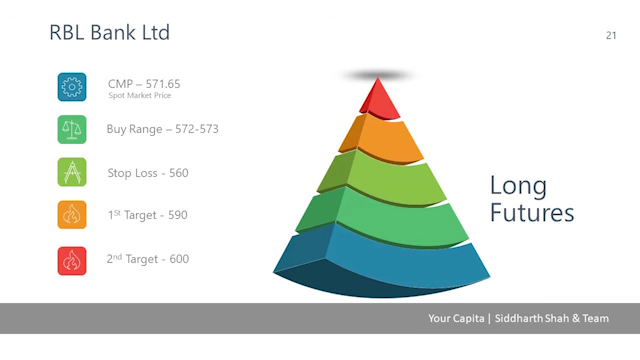 RBL Bank Ltd
21
CMP – 571.65
Spot Market Price
Buy Range – 572-573
Stop Loss - 560
1St Target - 590
2nd Target - 600
Long
Futures
Your Capita | Siddharth Shah & Team